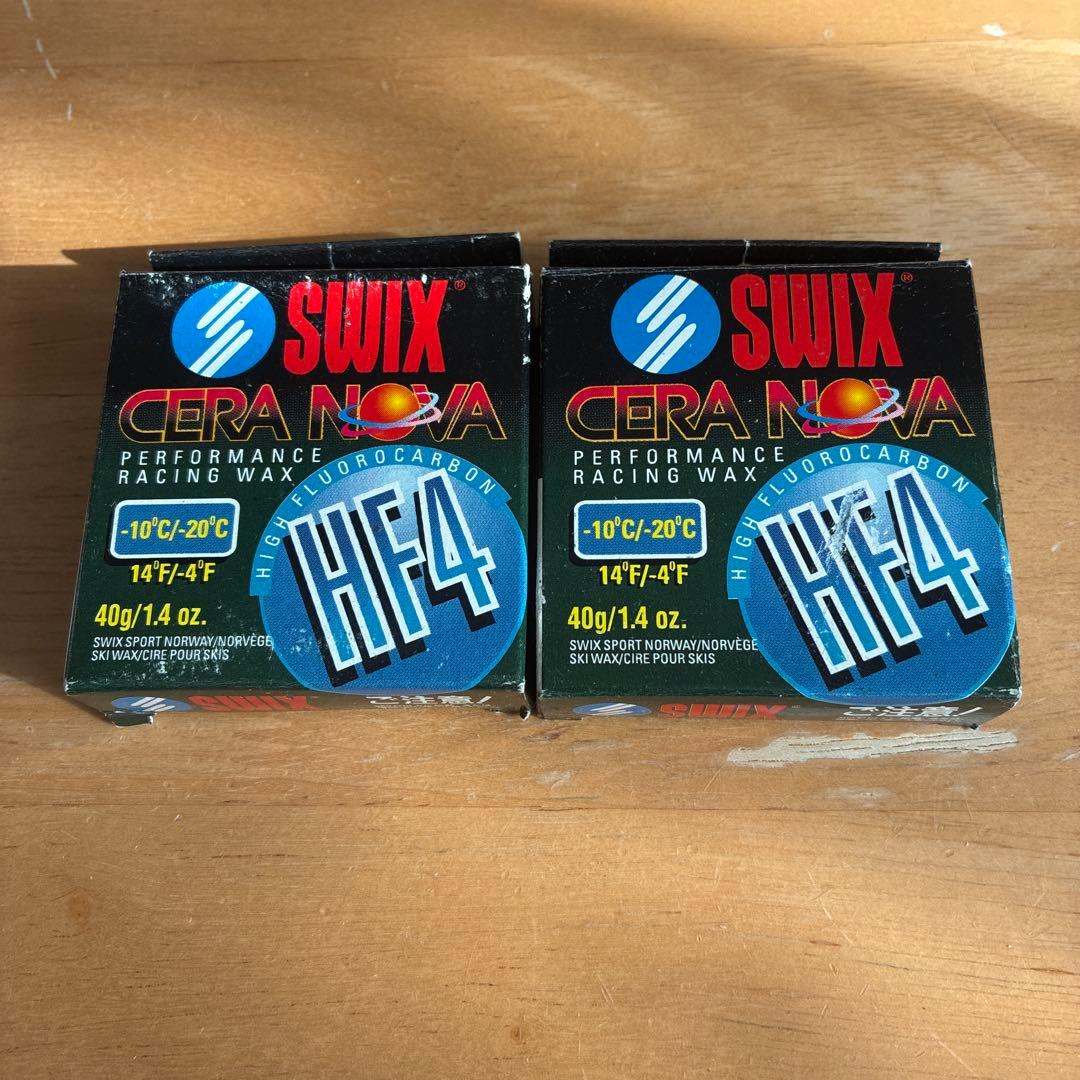 SWIX®
CERA NOVA
PERFORMANCE
RACING WAX
HIGH FLUOROCARBON
HF4
-10°C/-20°C
14°F/-4°F
40g/1.4 oz.
SWIX SPORT NORWAY/NORVÈGE
SKI WAX/CIRE POUR SKIS
SWIX
SWIX®
CERA NOVA
PERFORMANCE
RACING WAX
HIGH FLUOROCARBON
HF4
-10°C/-20°C
14°F/-4°F
40g/1.4 oz.
SWIX SPORT NORWAY/NORVÈGE
SKI WAX/CIRE POUR SKIS
SWIX